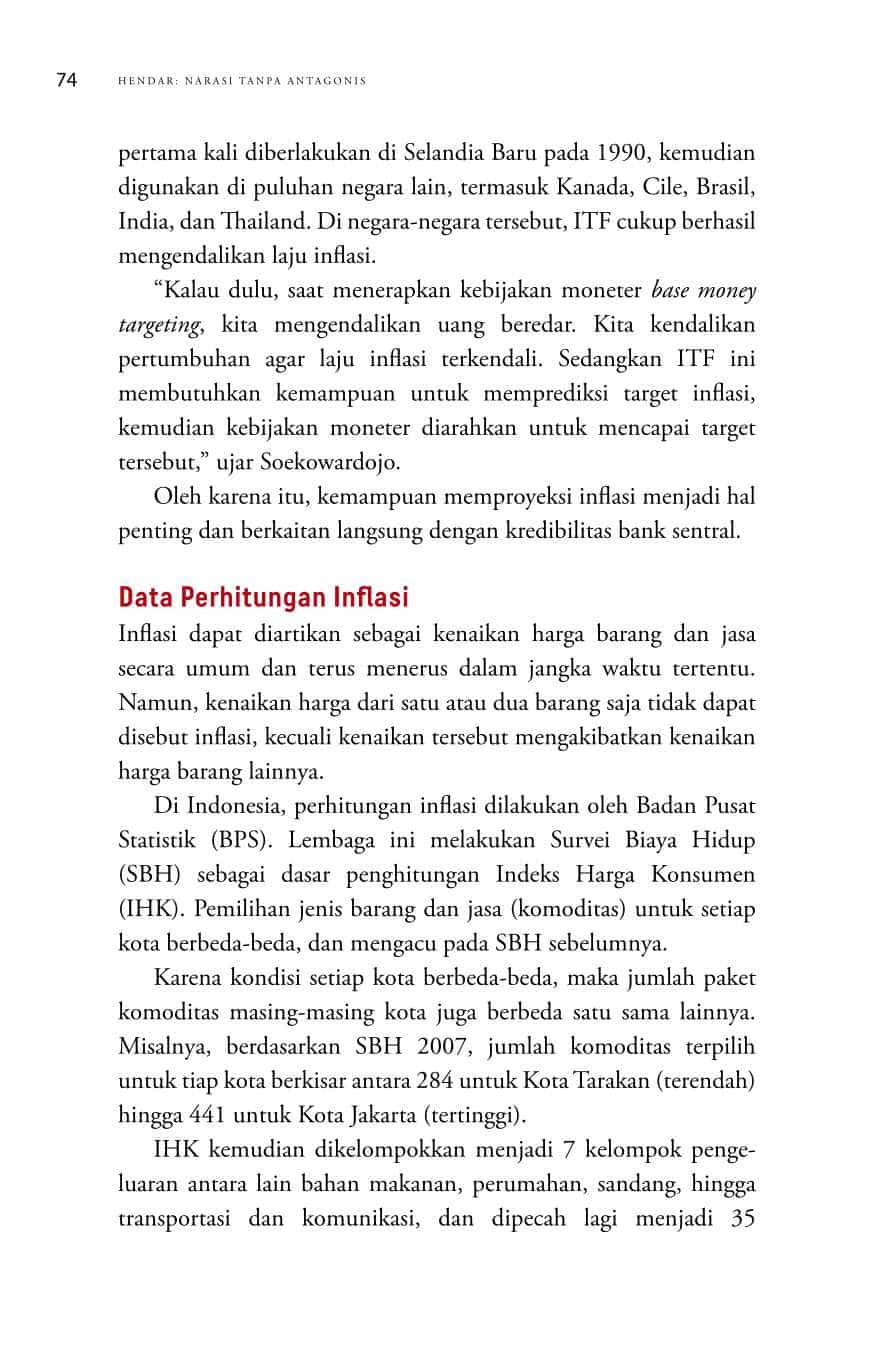 74 HENDAR: NARASI TANPA ANTAGONIS
pertama kali diberlakukan di Selandia Baru pada 1990, kemudian
digunakan di puluhan negara lain, termasuk Kanada, Cile, Brasil,
India, dan Thailand. Di negara-negara tersebut, ITF cukup berhasil
mengendalikan laju inflasi.
“Kalau dulu, saat menerapkan kebijakan moneter base money
targeting, kita mengendalikan uang beredar. Kita kendalikan
pertumbuhan agar laju inflasi terkendali. Sedangkan ITF ini
membutuhkan kemampuan untuk memprediksi target inflasi,
kemudian kebijakan moneter diarahkan untuk mencapai target
tersebut,” ujar Soekowardojo.
Oleh karena itu, kemampuan memproyeksi inflasi menjadi hal
penting dan berkaitan langsung dengan kredibilitas bank sentral.
Data Perhitungan Inflasi
Inflasi dapat diartikan sebagai kenaikan harga barang dan jasa
secara umum dan terus menerus dalam jangka waktu tertentu.
Namun, kenaikan harga dari satu atau dua barang saja tidak dapat
disebut inflasi, kecuali kenaikan tersebut mengakibatkan kenaikan
harga barang lainnya.
Di Indonesia, perhitungan inflasi dilakukan oleh Badan Pusat
Statistik (BPS). Lembaga ini melakukan Survei Biaya Hidup
(SBH) sebagai dasar penghitungan Indeks Harga Konsumen
(IHK). Pemilihan jenis barang dan jasa (komoditas) untuk setiap
kota berbeda-beda, dan mengacu pada SBH sebelumnya.
Karena kondisi setiap kota berbeda-beda, maka jumlah paket
komoditas masing-masing kota juga berbeda satu sama lainnya.
Misalnya, berdasarkan SBH 2007, jumlah komoditas terpilih
untuk tiap kota berkisar antara 284 untuk Kota Tarakan (terendah)
hingga 441 untuk Kota Jakarta (tertinggi).
IHK kemudian dikelompokkan menjadi 7 kelompok penge-
luaran antara lain bahan makanan, perumahan, sandang, hingga
transportasi dan komunikasi, dan dipecah lagi menjadi 35